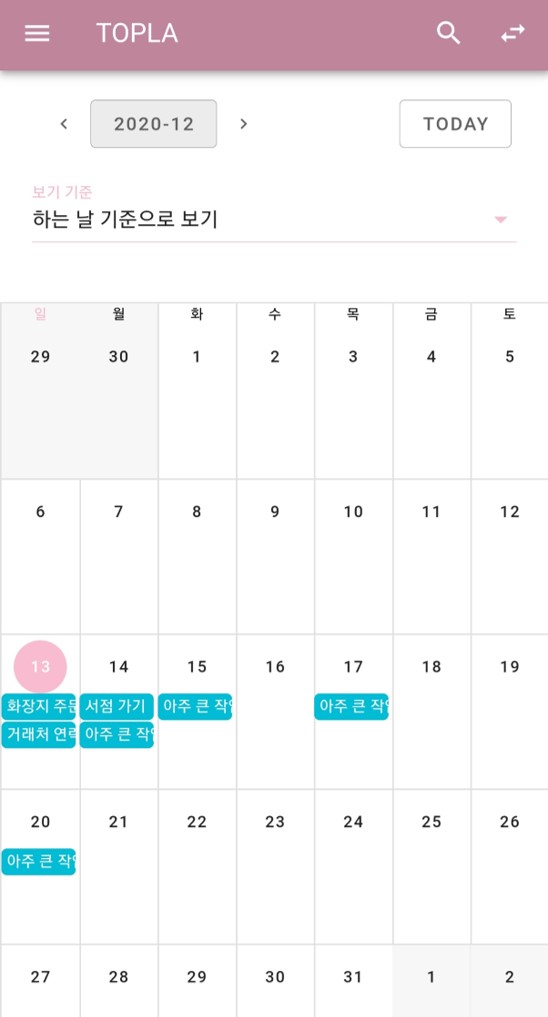 TOPLA
2020-12 TODAY
보기 기준
하는 날 기준으로 보기
일 월 화 수 목 금 토
29 30 1 2 3 4 5
6 7 8 9 10 11 12
13 14 15 16 17 18 19
화장지 주문 서점 가기 아주 큰 작 아주 큰 작
거래처 연락 아주 큰 작
20 21 22 23 24 25 26
아주 큰 작
27 28 29 30 31 1 2